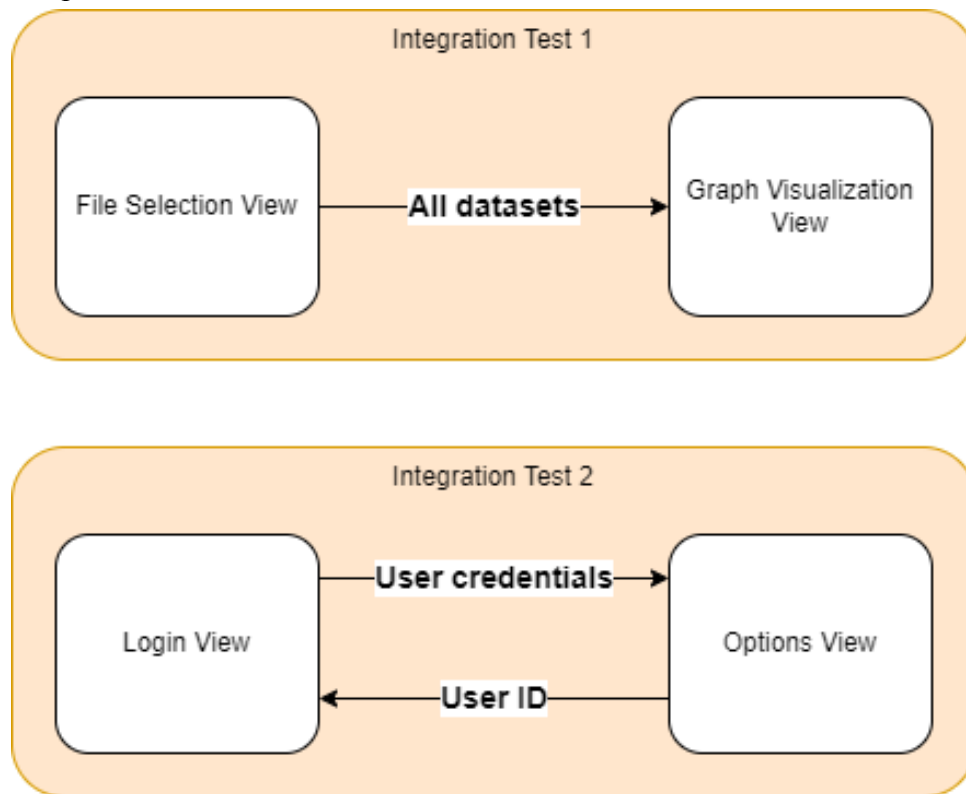 Integration Test 1
File Selection View
All datasets
Graph Visualization
View
Integration Test 2
User credentials
Login View
Options View
User ID